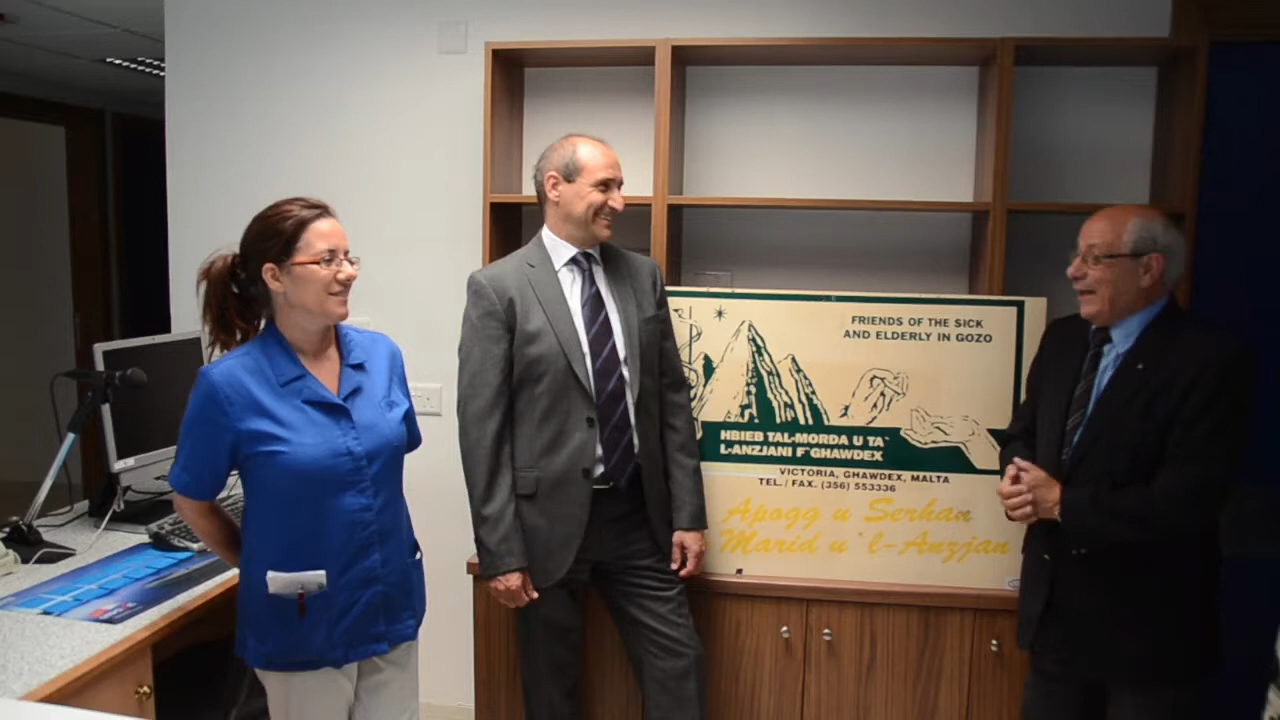 FRIENDS OF THE SICK
AND ELDERLY IN GOZO
HBIEB TAL-MORDA U TA`
L-ANZJANI F`GHAWDEX
VICTORIA, GHAWDEX, MALTA
TEL./ FAX. (356) 553336
Apogg u Serhan
Marid u `l-Anzjan